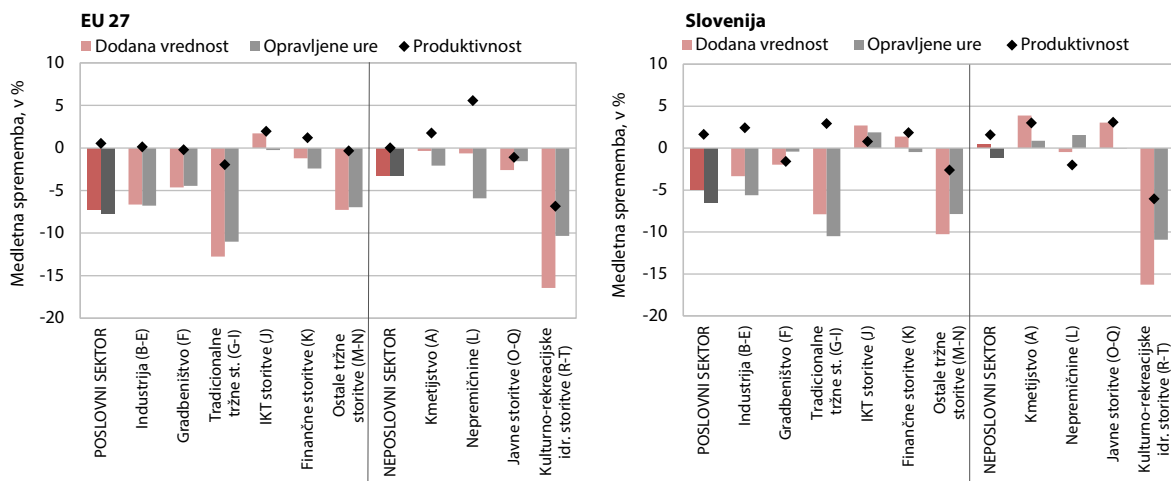 EU 27
Dodana vrednost
Opravljene ure
Produktivnost
Medletna sprememba, v %
10
5
0
-5
-10
-15
-20
POSLOVNI SEKTOR
Industrija (B-E)
Gradbeništvo (F)
Tradicionalne
tržne st. (G-I)
IKT storitve (J)
Finančne storitve (K)
Ostale tržne
storitve (M-N)
NEPOSLOVNI SEKTOR
Kmetijstvo (A)
Nepremičnine (L)
Javne storitve (O-Q)
Kulturno-rekreacijske
idr. storitve (R-T)
Slovenija
Dodana vrednost
Opravljene ure
Produktivnost
Medletna sprememba, v %
10
5
0
-5
-10
-15
-20
POSLOVNI SEKTOR
Industrija (B-E)
Gradbeništvo (F)
Tradicionalne
tržne st. (G-I)
IKT storitve (J)
Finančne storitve (K)
Ostale tržne
storitve (M-N)
NEPOSLOVNI SEKTOR
Kmetijstvo (A)
Nepremičnine (L)
Javne storitve (O-Q)
Kulturno-rekreacijske
idr. storitve (R-T)